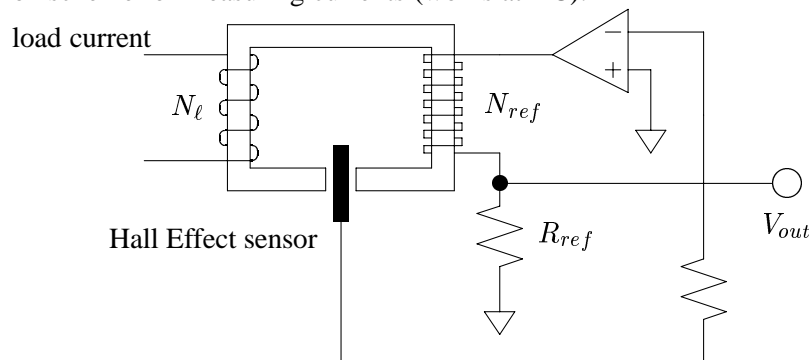 load current
N_ℓ
N_ref
−
+
V_out
Hall Effect sensor
R_ref